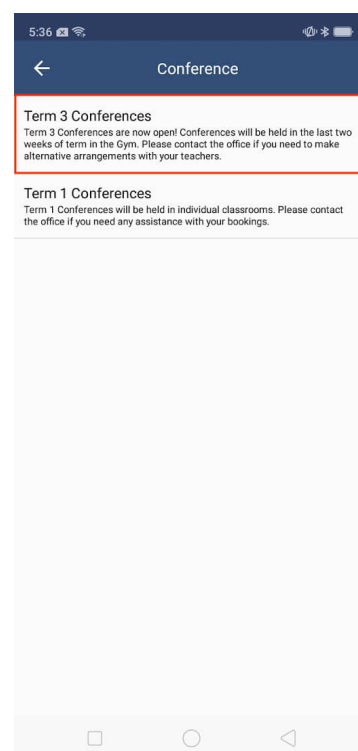 5:36
Conference
Term 3 Conferences
Term 3 Conferences are now open! Conferences will be held in the last two
weeks of term in the Gym. Please contact the office if you need to make
alternative arrangements with your teachers.
Term 1 Conferences
Term 1 Conferences will be held in individual classrooms. Please contact
the office if you need any assistance with your bookings.